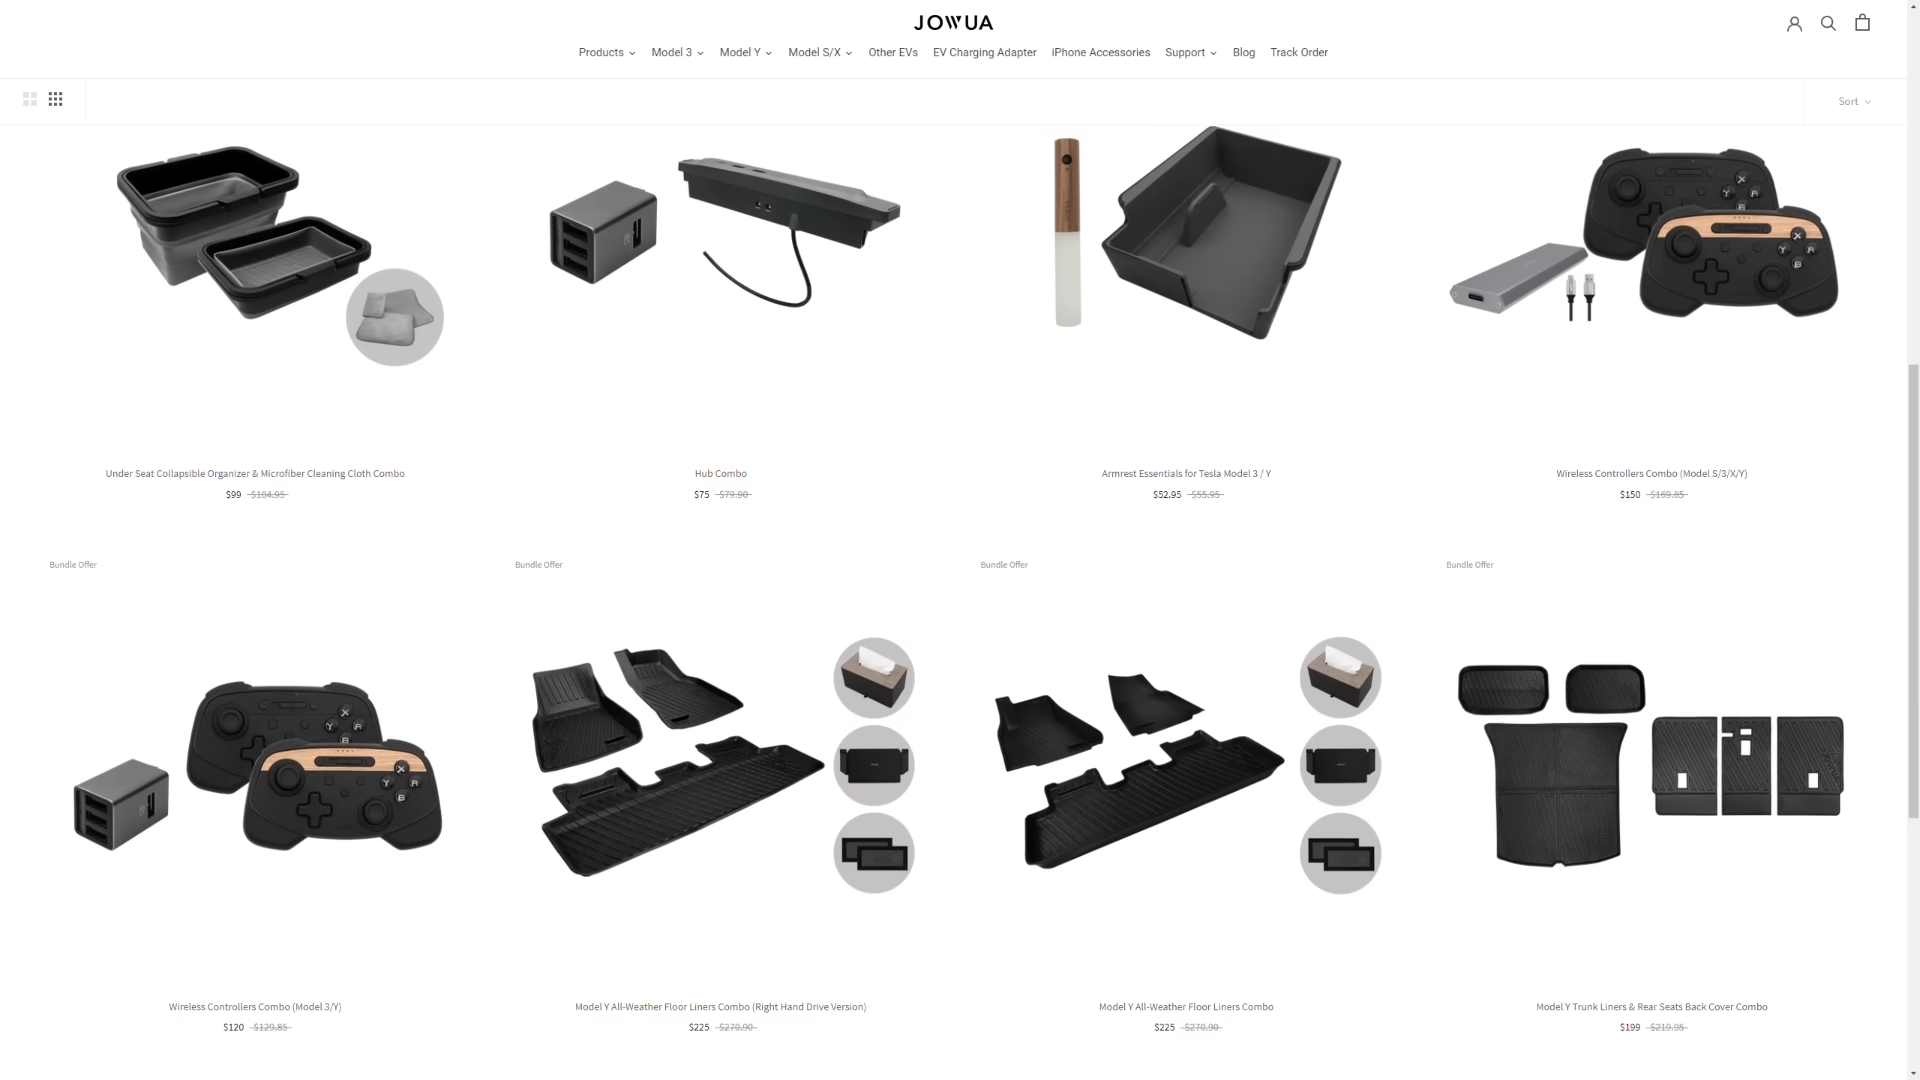 JOWUA
Products
Model 3
Model Y
Model S/X
Other EVs
EV Charging Adapter
iPhone Accessories
Support
Blog
Track Order
Sort
Under Seat Collapsible Organizer & Microfiber Cleaning Cloth Combo
$99 $104.95
Hub Combo
$75 $79.90
Armrest Essentials for Tesla Model 3 / Y
$52.95 $55.95
Wireless Controllers Combo (Model S/3/X/Y)
$150 $169.85
Bundle Offer
Bundle Offer
Bundle Offer
Bundle Offer
Wireless Controllers Combo (Model 3/Y)
$120 $129.85
Model Y All-Weather Floor Liners Combo (Right Hand Drive Version)
$225 $270.90
Model Y All-Weather Floor Liners Combo
$225 $270.90
Model Y Trunk Liners & Rear Seats Back Cover Combo
$199 $219.95